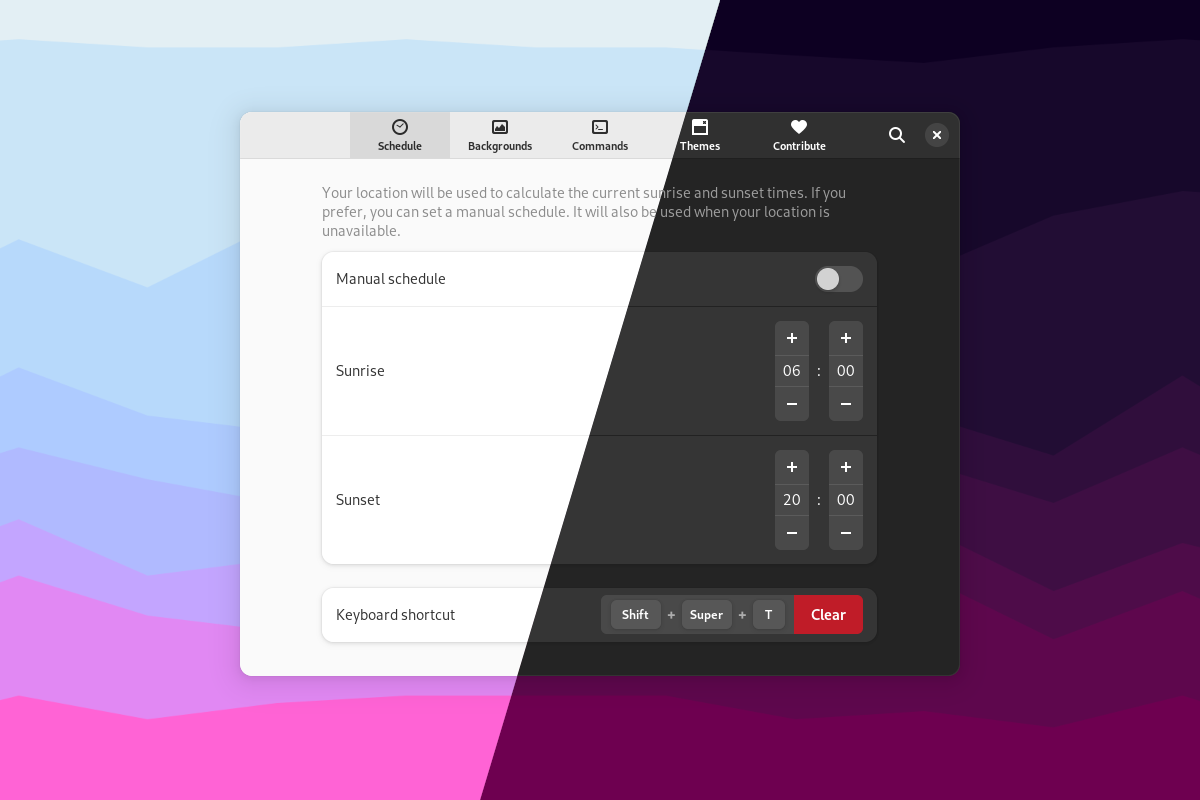 Schedule Backgrounds Commands Themes Contribute
Your location will be used to calculate the current sunrise and sunset times. If you
prefer, you can set a manual schedule. It will also be used when your location is
unavailable.
Manual schedule
+ +
Sunrise 06 : 00
− −
+ +
Sunset 20 : 00
− −
Keyboard shortcut Shift + Super + T Clear